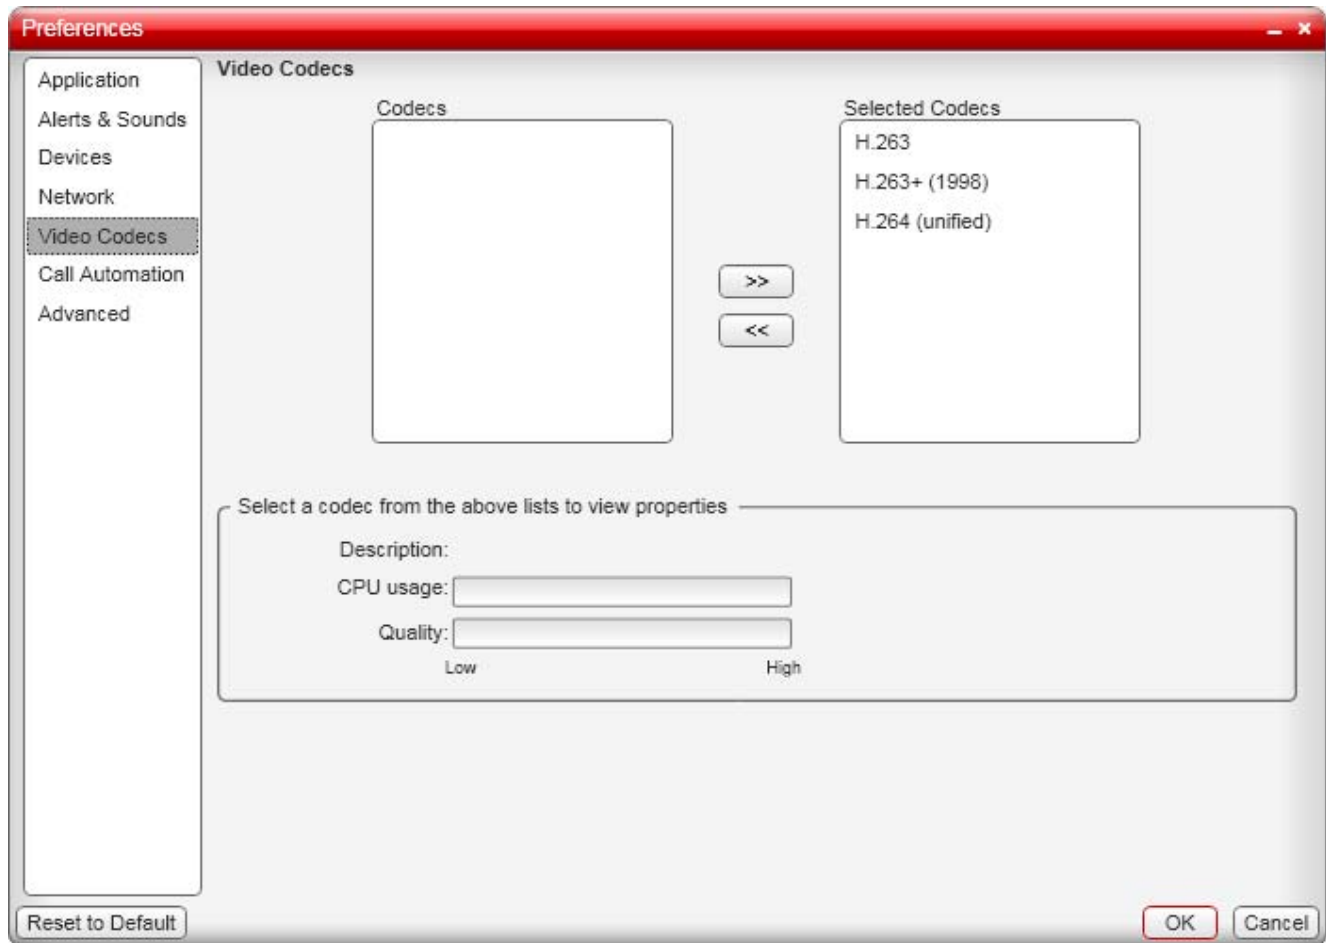 Preferences
Application
Alerts & Sounds
Devices
Network
Video Codecs
Call Automation
Advanced
Video Codecs
Codecs
Selected Codecs
H.263
H.263+ (1998)
H.264 (unified)
>>
<<
Select a codec from the above lists to view properties
Description:
CPU usage:
Quality:
Low High
Reset to Default
OK
Cancel